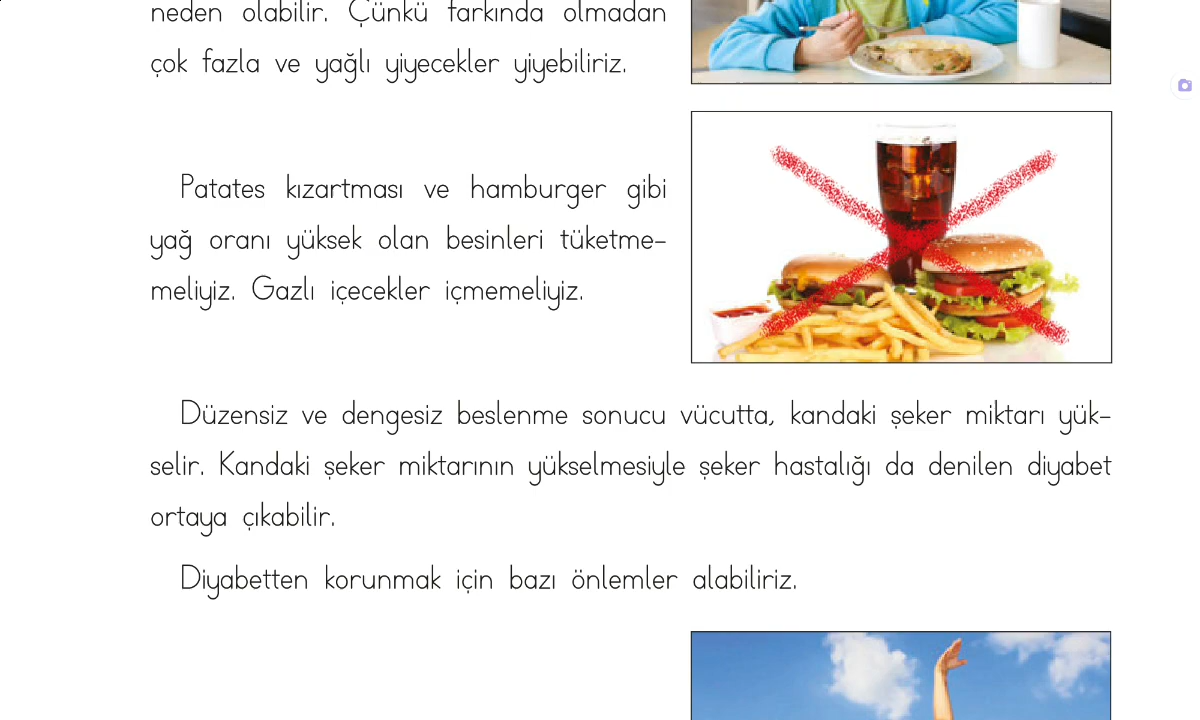 neden olabilir. Çünkü farkında olmadan
çok fazla ve yağlı yiyecekler yiyebiliriz.
Patates kızartması ve hamburger gibi
yağ oranı yüksek olan besinleri tüketme-
meliyiz. Gazlı içecekler içmemeliyiz.
Düzensiz ve dengesiz beslenme sonucu vücutta, kandaki şeker miktarı yük-
selir. Kandaki şeker miktarının yükselmesiyle şeker hastalığı da denilen diyabet
ortaya çıkabilir.
Diyabetten korunmak için bazı önlemler alabiliriz.